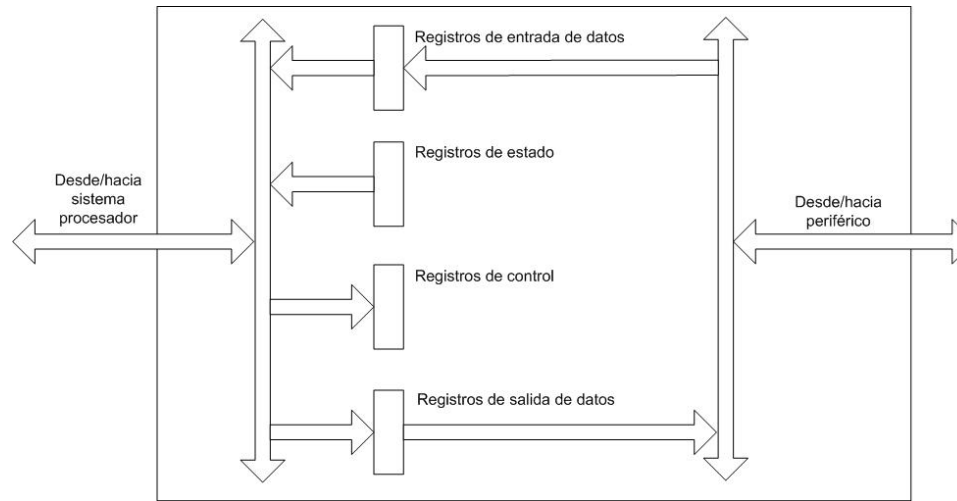 Registros de entrada de datos
Registros de estado
Desde/hacia
sistema
procesador
Desde/hacia
periférico
Registros de control
Registros de salida de datos